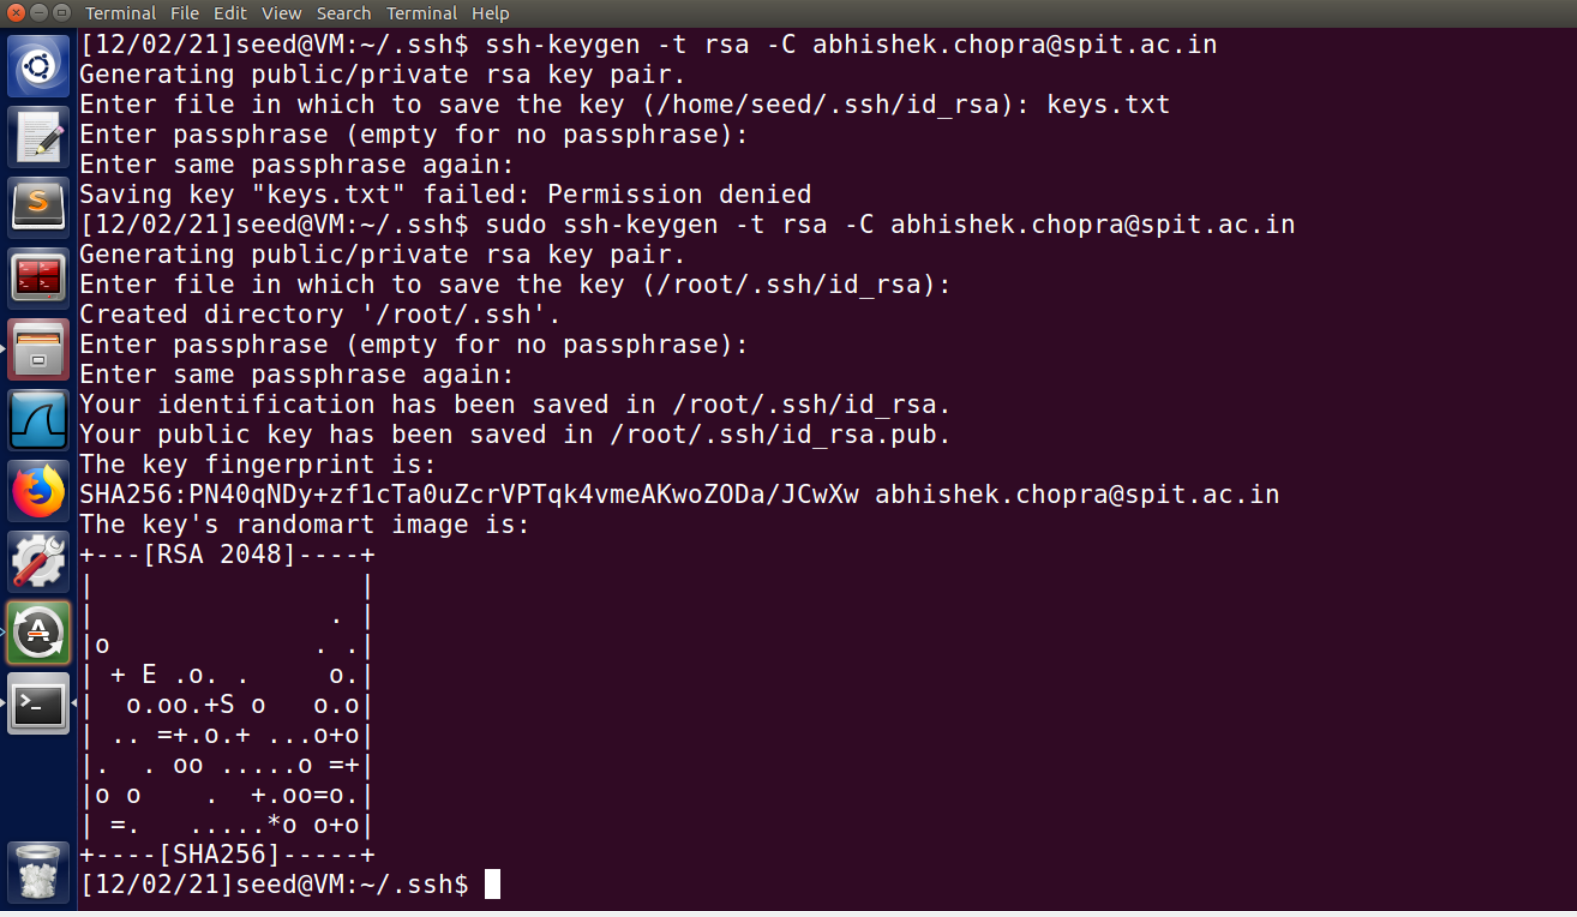 Terminal File Edit View Search Terminal Help
[12/02/21]seed@VM:~/.ssh$ ssh-keygen -t rsa -C abhishek.chopra@spit.ac.in
Generating public/private rsa key pair.
Enter file in which to save the key (/home/seed/.ssh/id_rsa): keys.txt
Enter passphrase (empty for no passphrase):
Enter same passphrase again:
Saving key "keys.txt" failed: Permission denied
[12/02/21]seed@VM:~/.ssh$ sudo ssh-keygen -t rsa -C abhishek.chopra@spit.ac.in
Generating public/private rsa key pair.
Enter file in which to save the key (/root/.ssh/id_rsa):
Created directory '/root/.ssh'.
Enter passphrase (empty for no passphrase):
Enter same passphrase again:
Your identification has been saved in /root/.ssh/id_rsa.
Your public key has been saved in /root/.ssh/id_rsa.pub.
The key fingerprint is:
SHA256:PN40qNDy+zf1cTa0uZcrVPTqk4vmeAKwoZODa/JCwXw abhishek.chopra@spit.ac.in
The key's randomart image is:
+---[RSA 2048]----+
|                 |
|               . |
|o             . .|
| + E .o. .     o.|
|  o.oo.+S o   o.o|
| .. =+.o.+ ...o+o|
|.  . oo .....o =+|
|o o    .  +.oo=o.|
| =.   .....*o o+o|
+----[SHA256]-----+
[12/02/21]seed@VM:~/.ssh$